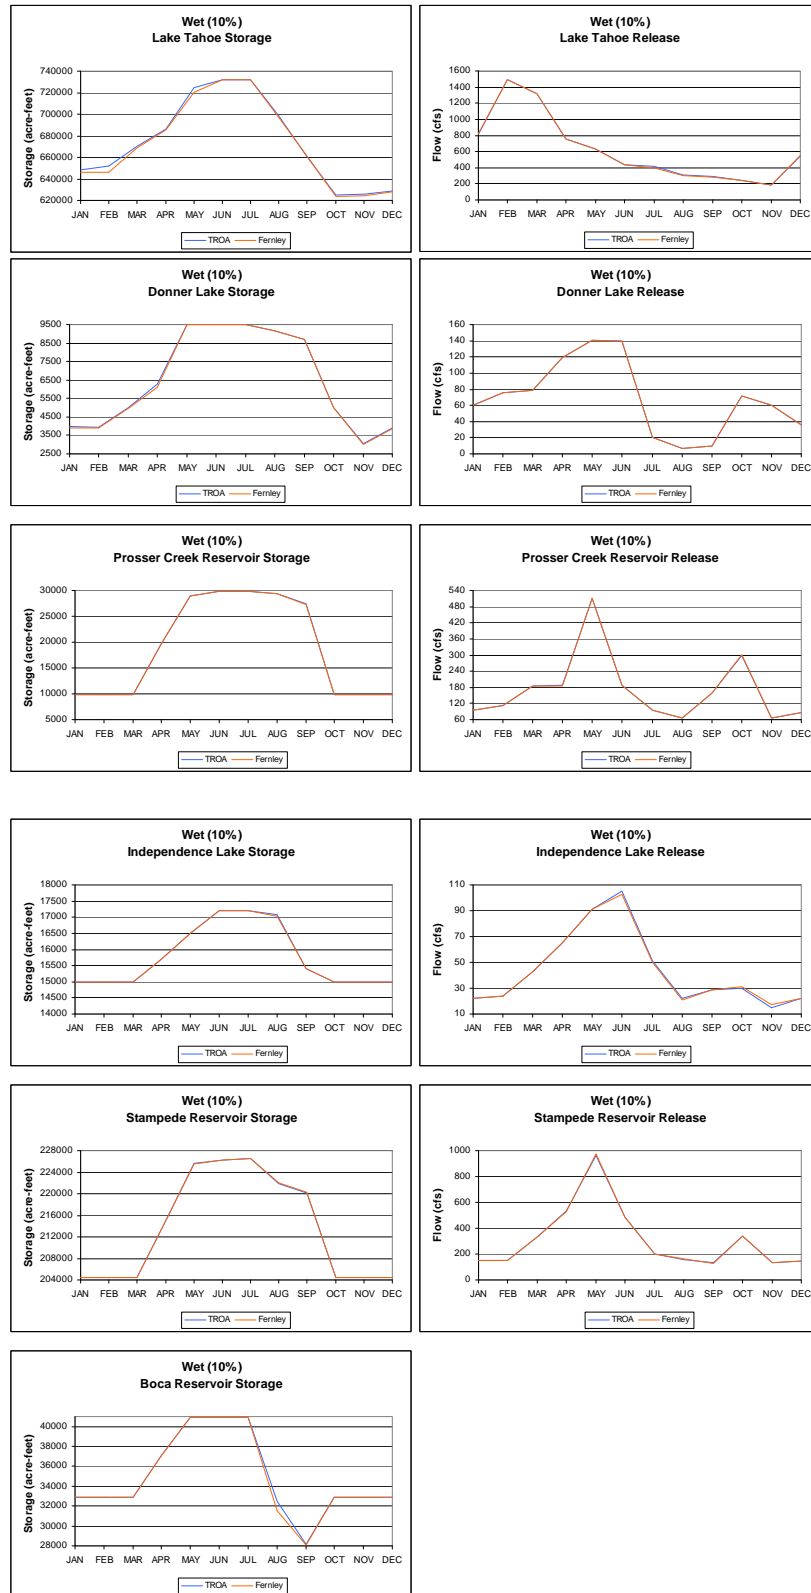 Wet (10%)
Lake Tahoe Storage
Storage (acre-feet)
740000
720000
700000
680000
660000
640000
620000
JAN FEB MAR APR MAY JUN JUL AUG SEP OCT NOV DEC
TROA Fernley
Wet (10%)
Lake Tahoe Release
Flow (cfs)
1600
1400
1200
1000
800
600
400
200
0
JAN FEB MAR APR MAY JUN JUL AUG SEP OCT NOV DEC
TROA Fernley
Wet (10%)
Donner Lake Storage
Storage (acre-feet)
9500
8500
7500
6500
5500
4500
3500
2500
JAN FEB MAR APR MAY JUN JUL AUG SEP OCT NOV DEC
TROA Fernley
Wet (10%)
Donner Lake Release
Flow (cfs)
160
140
120
100
80
60
40
20
0
JAN FEB MAR APR MAY JUN JUL AUG SEP OCT NOV DEC
TROA Fernley
Wet (10%)
Prosser Creek Reservoir Storage
Storage (acre-feet)
30000
25000
20000
15000
10000
5000
JAN FEB MAR APR MAY JUN JUL AUG SEP OCT NOV DEC
TROA Fernley
Wet (10%)
Prosser Creek Reservoir Release
Flow (cfs)
540
480
420
360
300
240
180
120
60
JAN FEB MAR APR MAY JUN JUL AUG SEP OCT NOV DEC
TROA Fernley
Wet (10%)
Independence Lake Storage
Storage (acre-feet)
18000
17500
17000
16500
16000
15500
15000
14500
14000
JAN FEB MAR APR MAY JUN JUL AUG SEP OCT NOV DEC
TROA Fernley
Wet (10%)
Independence Lake Release
Flow (cfs)
110
90
70
50
30
10
JAN FEB MAR APR MAY JUN JUL AUG SEP OCT NOV DEC
TROA Fernley
Wet (10%)
Stampede Reservoir Storage
Storage (acre-feet)
228000
224000
220000
216000
212000
208000
204000
JAN FEB MAR APR MAY JUN JUL AUG SEP OCT NOV DEC
TROA Fernley
Wet (10%)
Stampede Reservoir Release
Flow (cfs)
1000
800
600
400
200
0
JAN FEB MAR APR MAY JUN JUL AUG SEP OCT NOV DEC
TROA Fernley
Wet (10%)
Boca Reservoir Storage
Storage (acre-feet)
40000
38000
36000
34000
32000
30000
28000
JAN FEB MAR APR MAY JUN JUL AUG SEP OCT NOV DEC
TROA Fernley